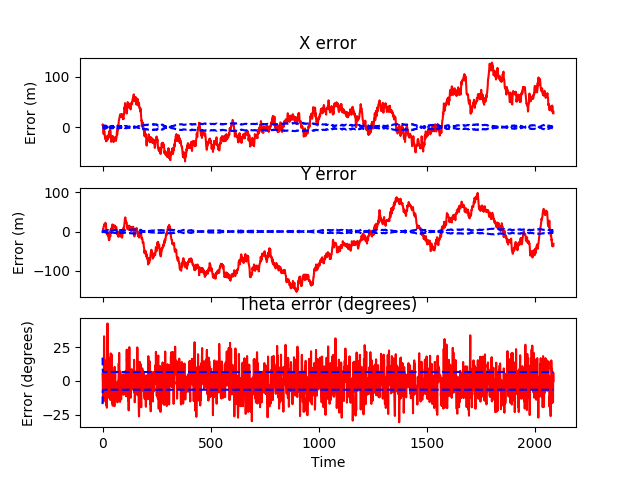 X error
Error (m)
100
0
Y error
Error (m)
100
0
−100
Theta error (degrees)
Error (degrees)
25
0
−25
0 500 1000 1500 2000
Time